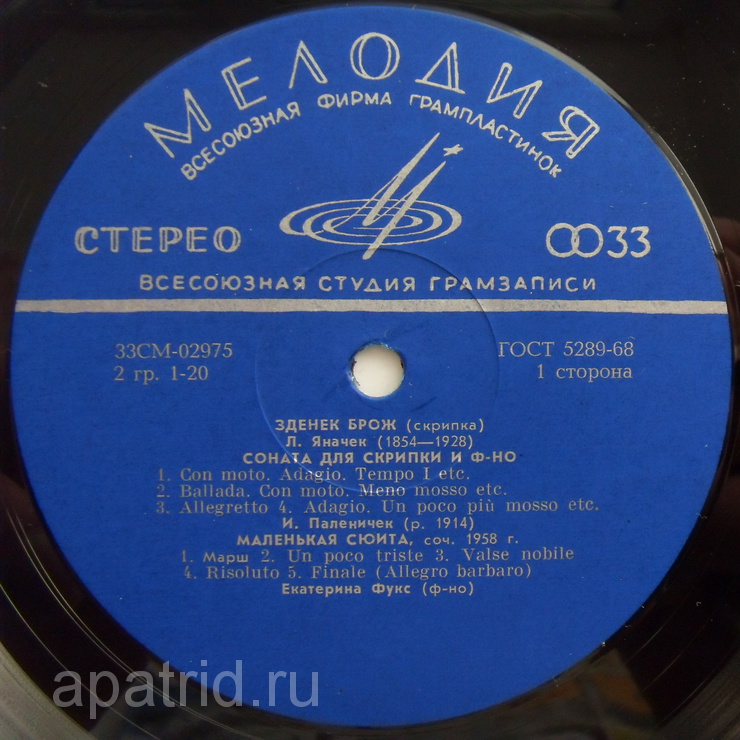 МЕЛОДИЯ
ВСЕСОЮЗНАЯ ФИРМА ГРАМПЛАСТИНОК
СТЕРЕО
33
ВСЕСОЮЗНАЯ СТУДИЯ ГРАМЗАПИСИ
33СМ-02975
ГОСТ 5289-68
2 гр. 1-20
1 сторона
ЗДЕНЕК БРОЖ (скрипка)
Л. Яначек (1854—1928)
СОНАТА ДЛЯ СКРИПКИ И Ф-НО
1. Con moto. Adagio. Tempo I etc.
2. Ballada. Con moto. Meno mosso etc.
3. Allegretto 4. Adagio. Un poco più mosso etc.
И. Паленичек (р. 1914)
МАЛЕНЬКАЯ СЮИТА, соч. 1958 г.
1. Марш 2. Un poco triste 3. Valse nobile
4. Risoluto 5. Finale (Allegro barbaro)
Екатерина Фукс (ф-но)
apatrid.ru